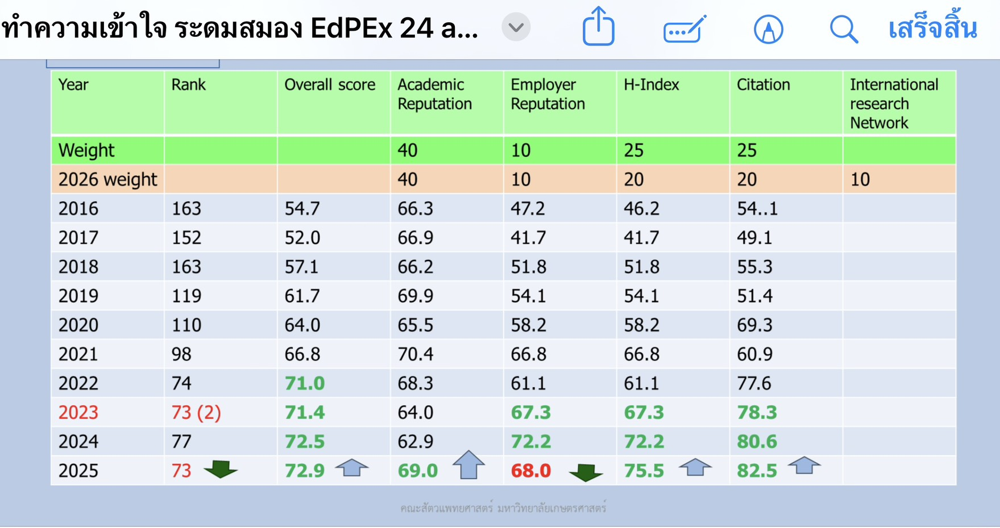 ทำความเข้าใจ ระดมสมอง EdPEx 24 a...
เสร็จสิ้น
Year Rank Overall score Academic Reputation Employer Reputation H-Index Citation International research Network
Weight 40 10 25 25
2026 weight 40 10 20 20 10
2016 163 54.7 66.3 47.2 46.2 54..1
2017 152 52.0 66.9 41.7 41.7 49.1
2018 163 57.1 66.2 51.8 51.8 55.3
2019 119 61.7 69.9 54.1 54.1 51.4
2020 110 64.0 65.5 58.2 58.2 69.3
2021 98 66.8 70.4 66.8 66.8 60.9
2022 74 71.0 68.3 61.1 61.1 77.6
2023 73 (2) 71.4 64.0 67.3 67.3 78.3
2024 77 72.5 62.9 72.2 72.2 80.6
2025 73 72.9 69.0 68.0 75.5 82.5
คณะสัตวแพทยศาสตร์ มหาวิทยาลัยเกษตรศาสตร์